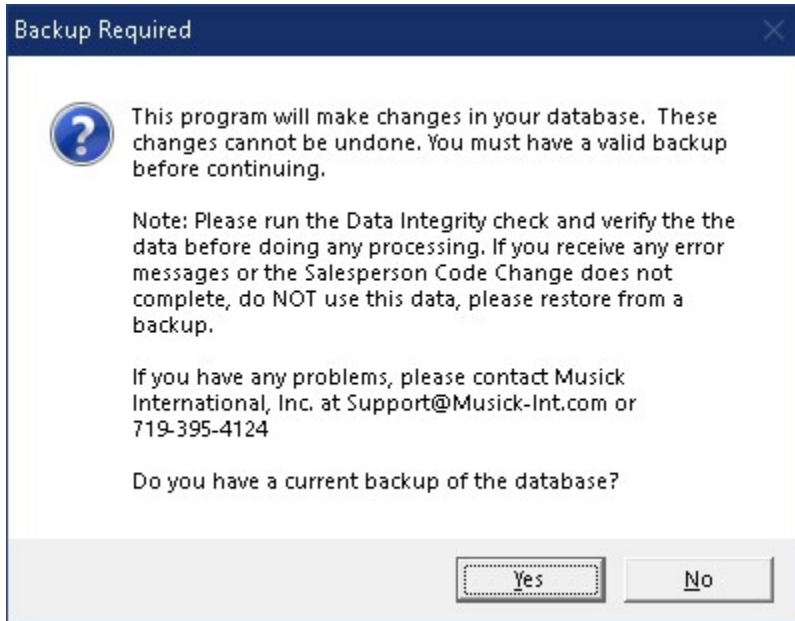 Backup Required
This program will make changes in your database.  These
changes cannot be undone. You must have a valid backup
before continuing.
Note: Please run the Data Integrity check and verify the the
data before doing any processing. If you receive any error
messages or the Salesperson Code Change does not
complete, do NOT use this data, please restore from a
backup.
If you have any problems, please contact Musick
International, Inc. at Support@Musick-Int.com or
719-395-4124
Do you have a current backup of the database?
Yes No